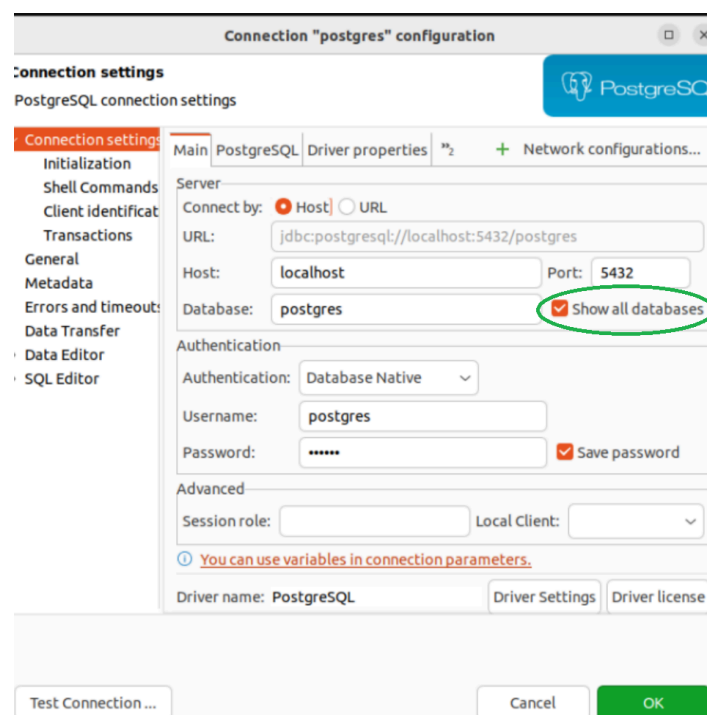 Connection "postgres" configuration
Connection settings
PostgreSQL connection settings
PostgreSQ
Connection settings
Initialization
Shell Commands
Client identificat
Transactions
General
Metadata
Errors and timeouts
Data Transfer
Data Editor
SQL Editor
Main PostgreSQL Driver properties »2 + Network configurations...
Server
Connect by: Host URL
URL: jdbc:postgresql://localhost:5432/postgres
Host: localhost Port: 5432
Database: postgres Show all databases
Authentication
Authentication: Database Native
Username: postgres
Password: ••••••  Save password
Advanced
Session role: Local Client:
You can use variables in connection parameters.
Driver name: PostgreSQL Driver Settings Driver license
Test Connection ... Cancel OK